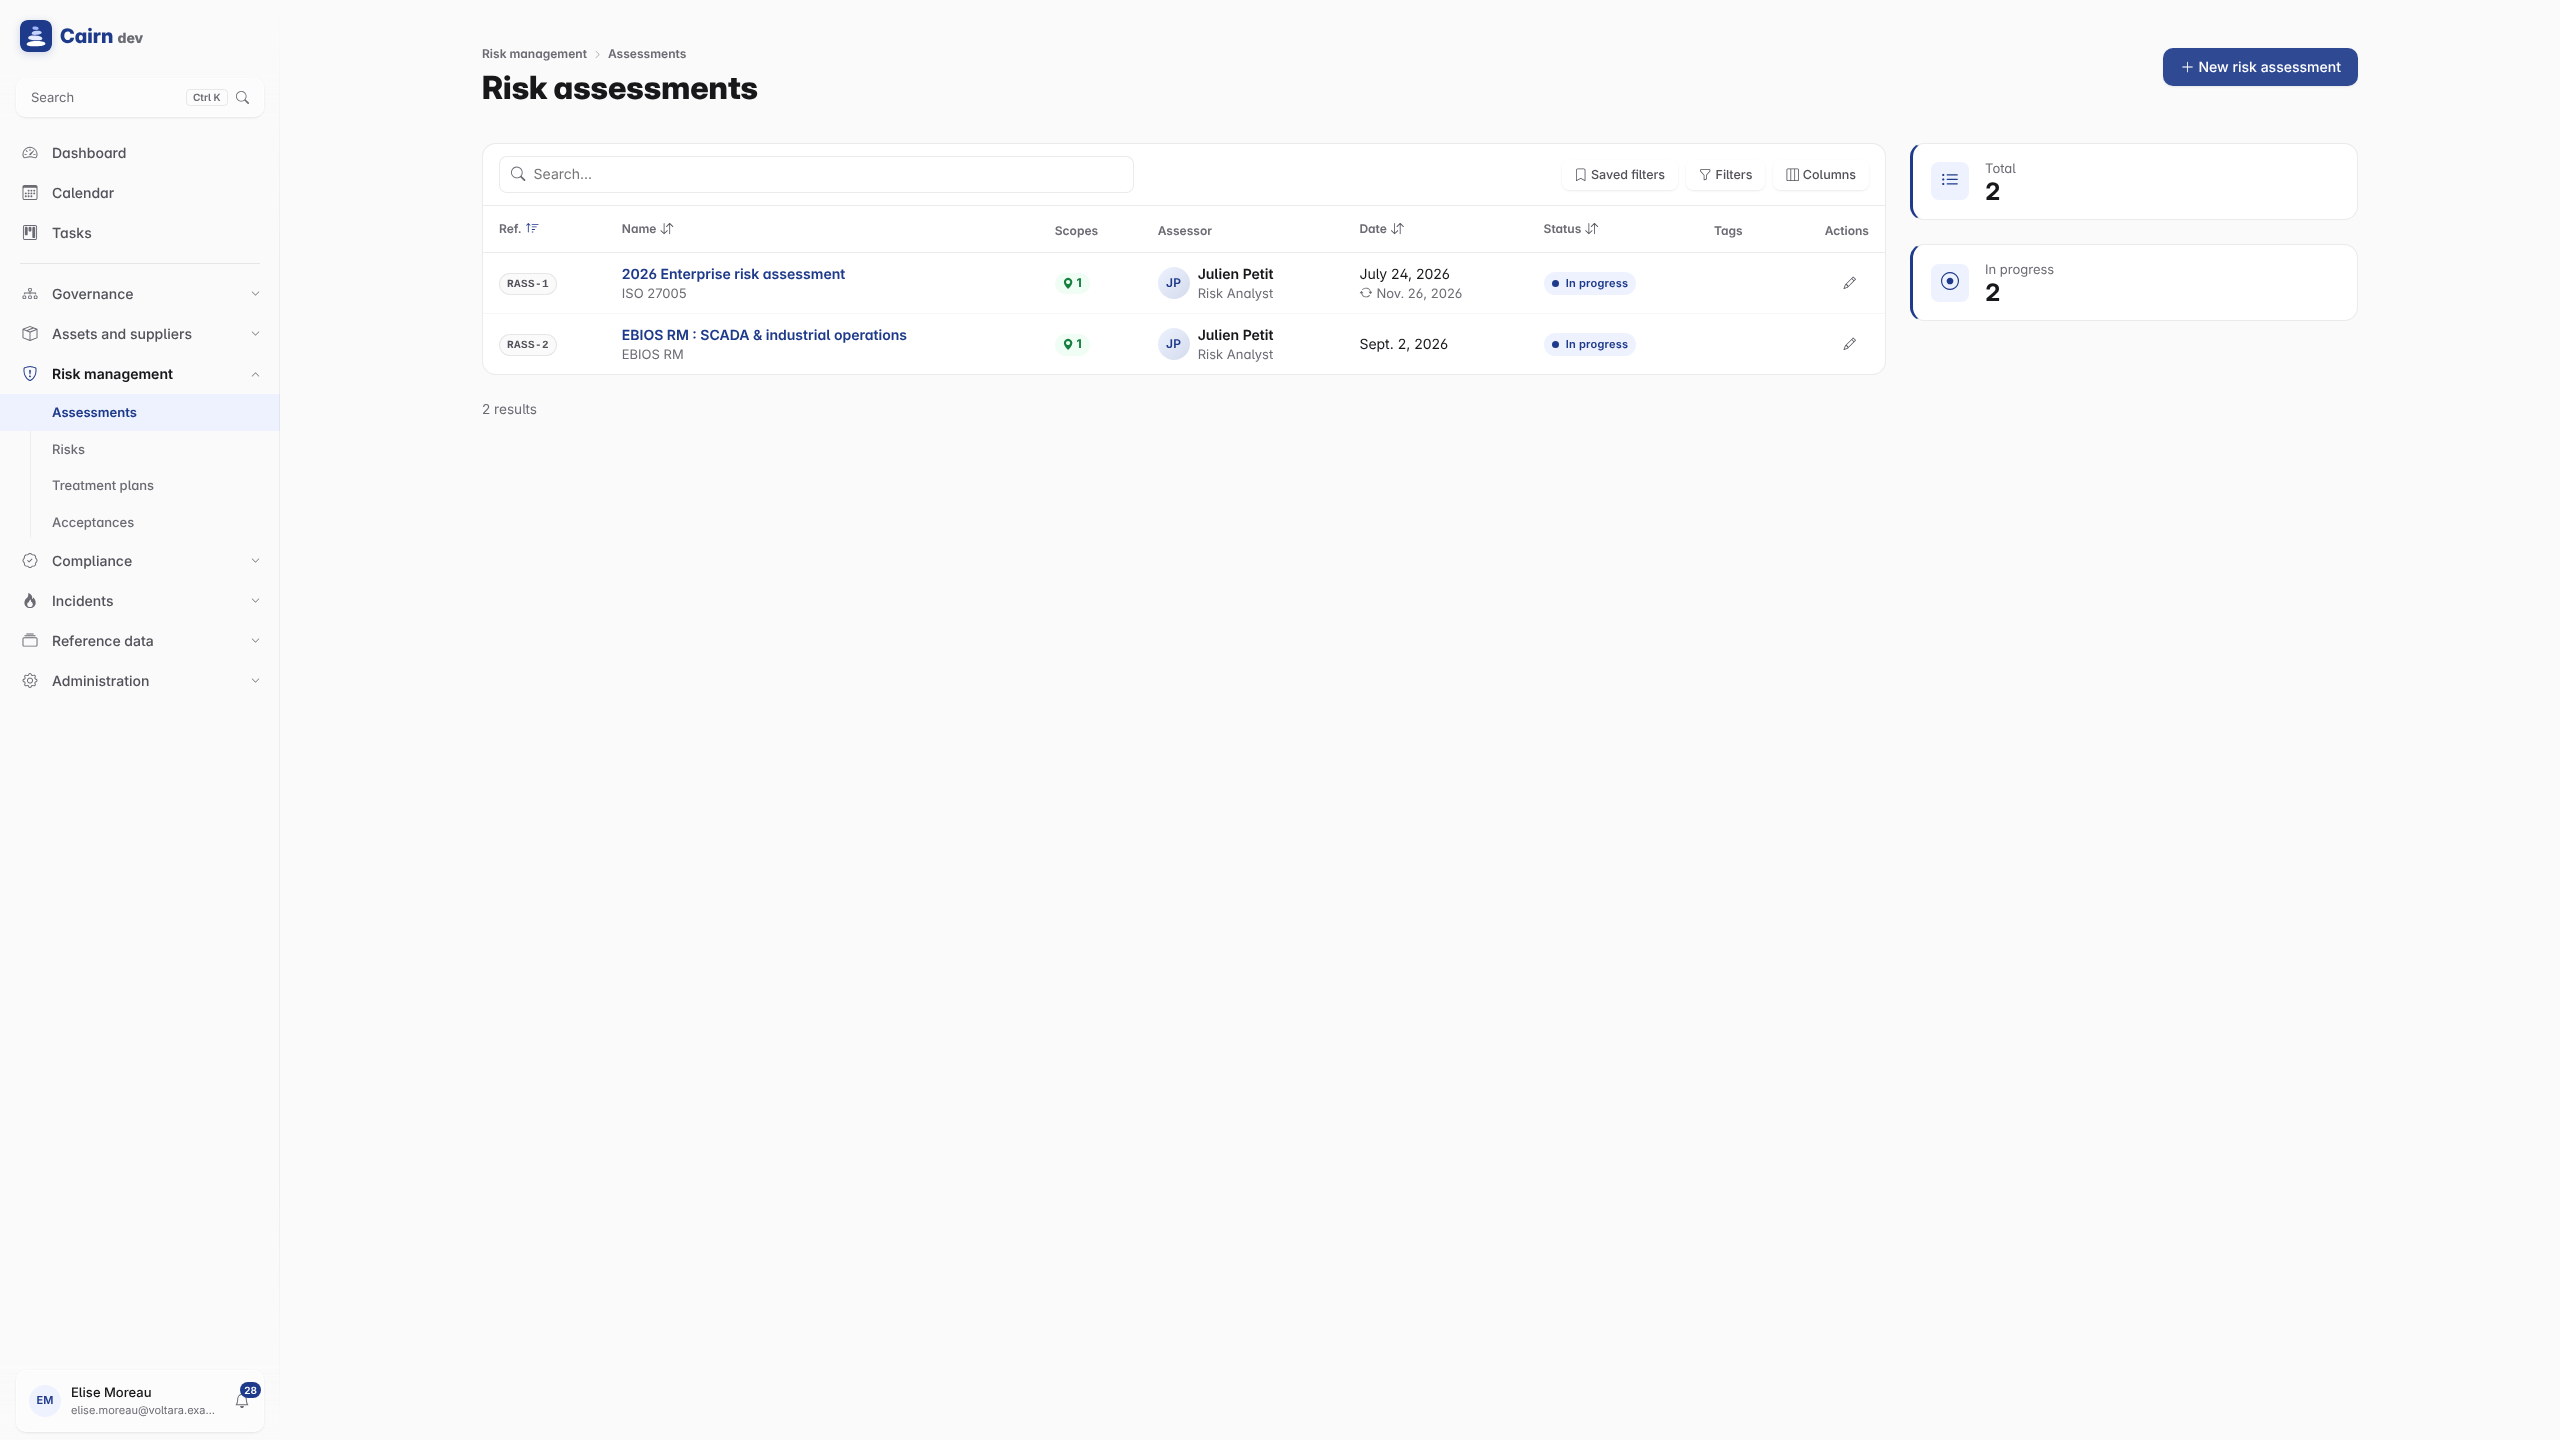 Cairn dev
Search Ctrl K
Dashboard
Calendar
Tasks
Governance
Assets and suppliers
Risk management
Assessments
Risks
Treatment plans
Acceptances
Compliance
Incidents
Reference data
Administration
EM Elise Moreau 28
elise.moreau@voltara.exa...
Risk management > Assessments
Risk assessments
+ New risk assessment
Search...
Saved filters Filters Columns
Ref. Name Scopes Assessor Date Status Tags Actions
RASS-1 2026 Enterprise risk assessment 1 JP Julien Petit July 24, 2026 In progress
ISO 27005 Risk Analyst Nov. 26, 2026
RASS-2 EBIOS RM : SCADA & industrial operations 1 JP Julien Petit Sept. 2, 2026 In progress
EBIOS RM Risk Analyst
2 results
Total
2
In progress
2